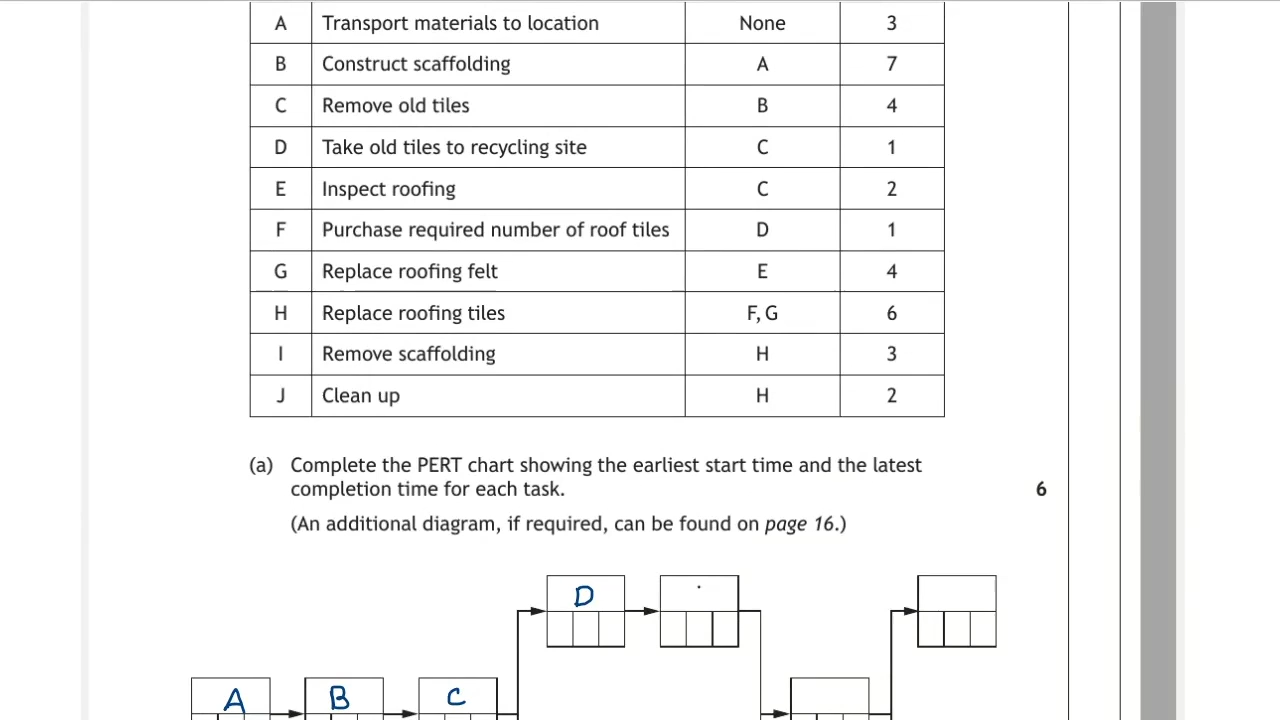 A Transport materials to location None 3
B Construct scaffolding A 7
C Remove old tiles B 4
D Take old tiles to recycling site C 1
E Inspect roofing C 2
F Purchase required number of roof tiles D 1
G Replace roofing felt E 4
H Replace roofing tiles F, G 6
I Remove scaffolding H 3
J Clean up H 2
(a) Complete the PERT chart showing the earliest start time and the latest
completion time for each task. 6
(An additional diagram, if required, can be found on page 16.)
D
A B C